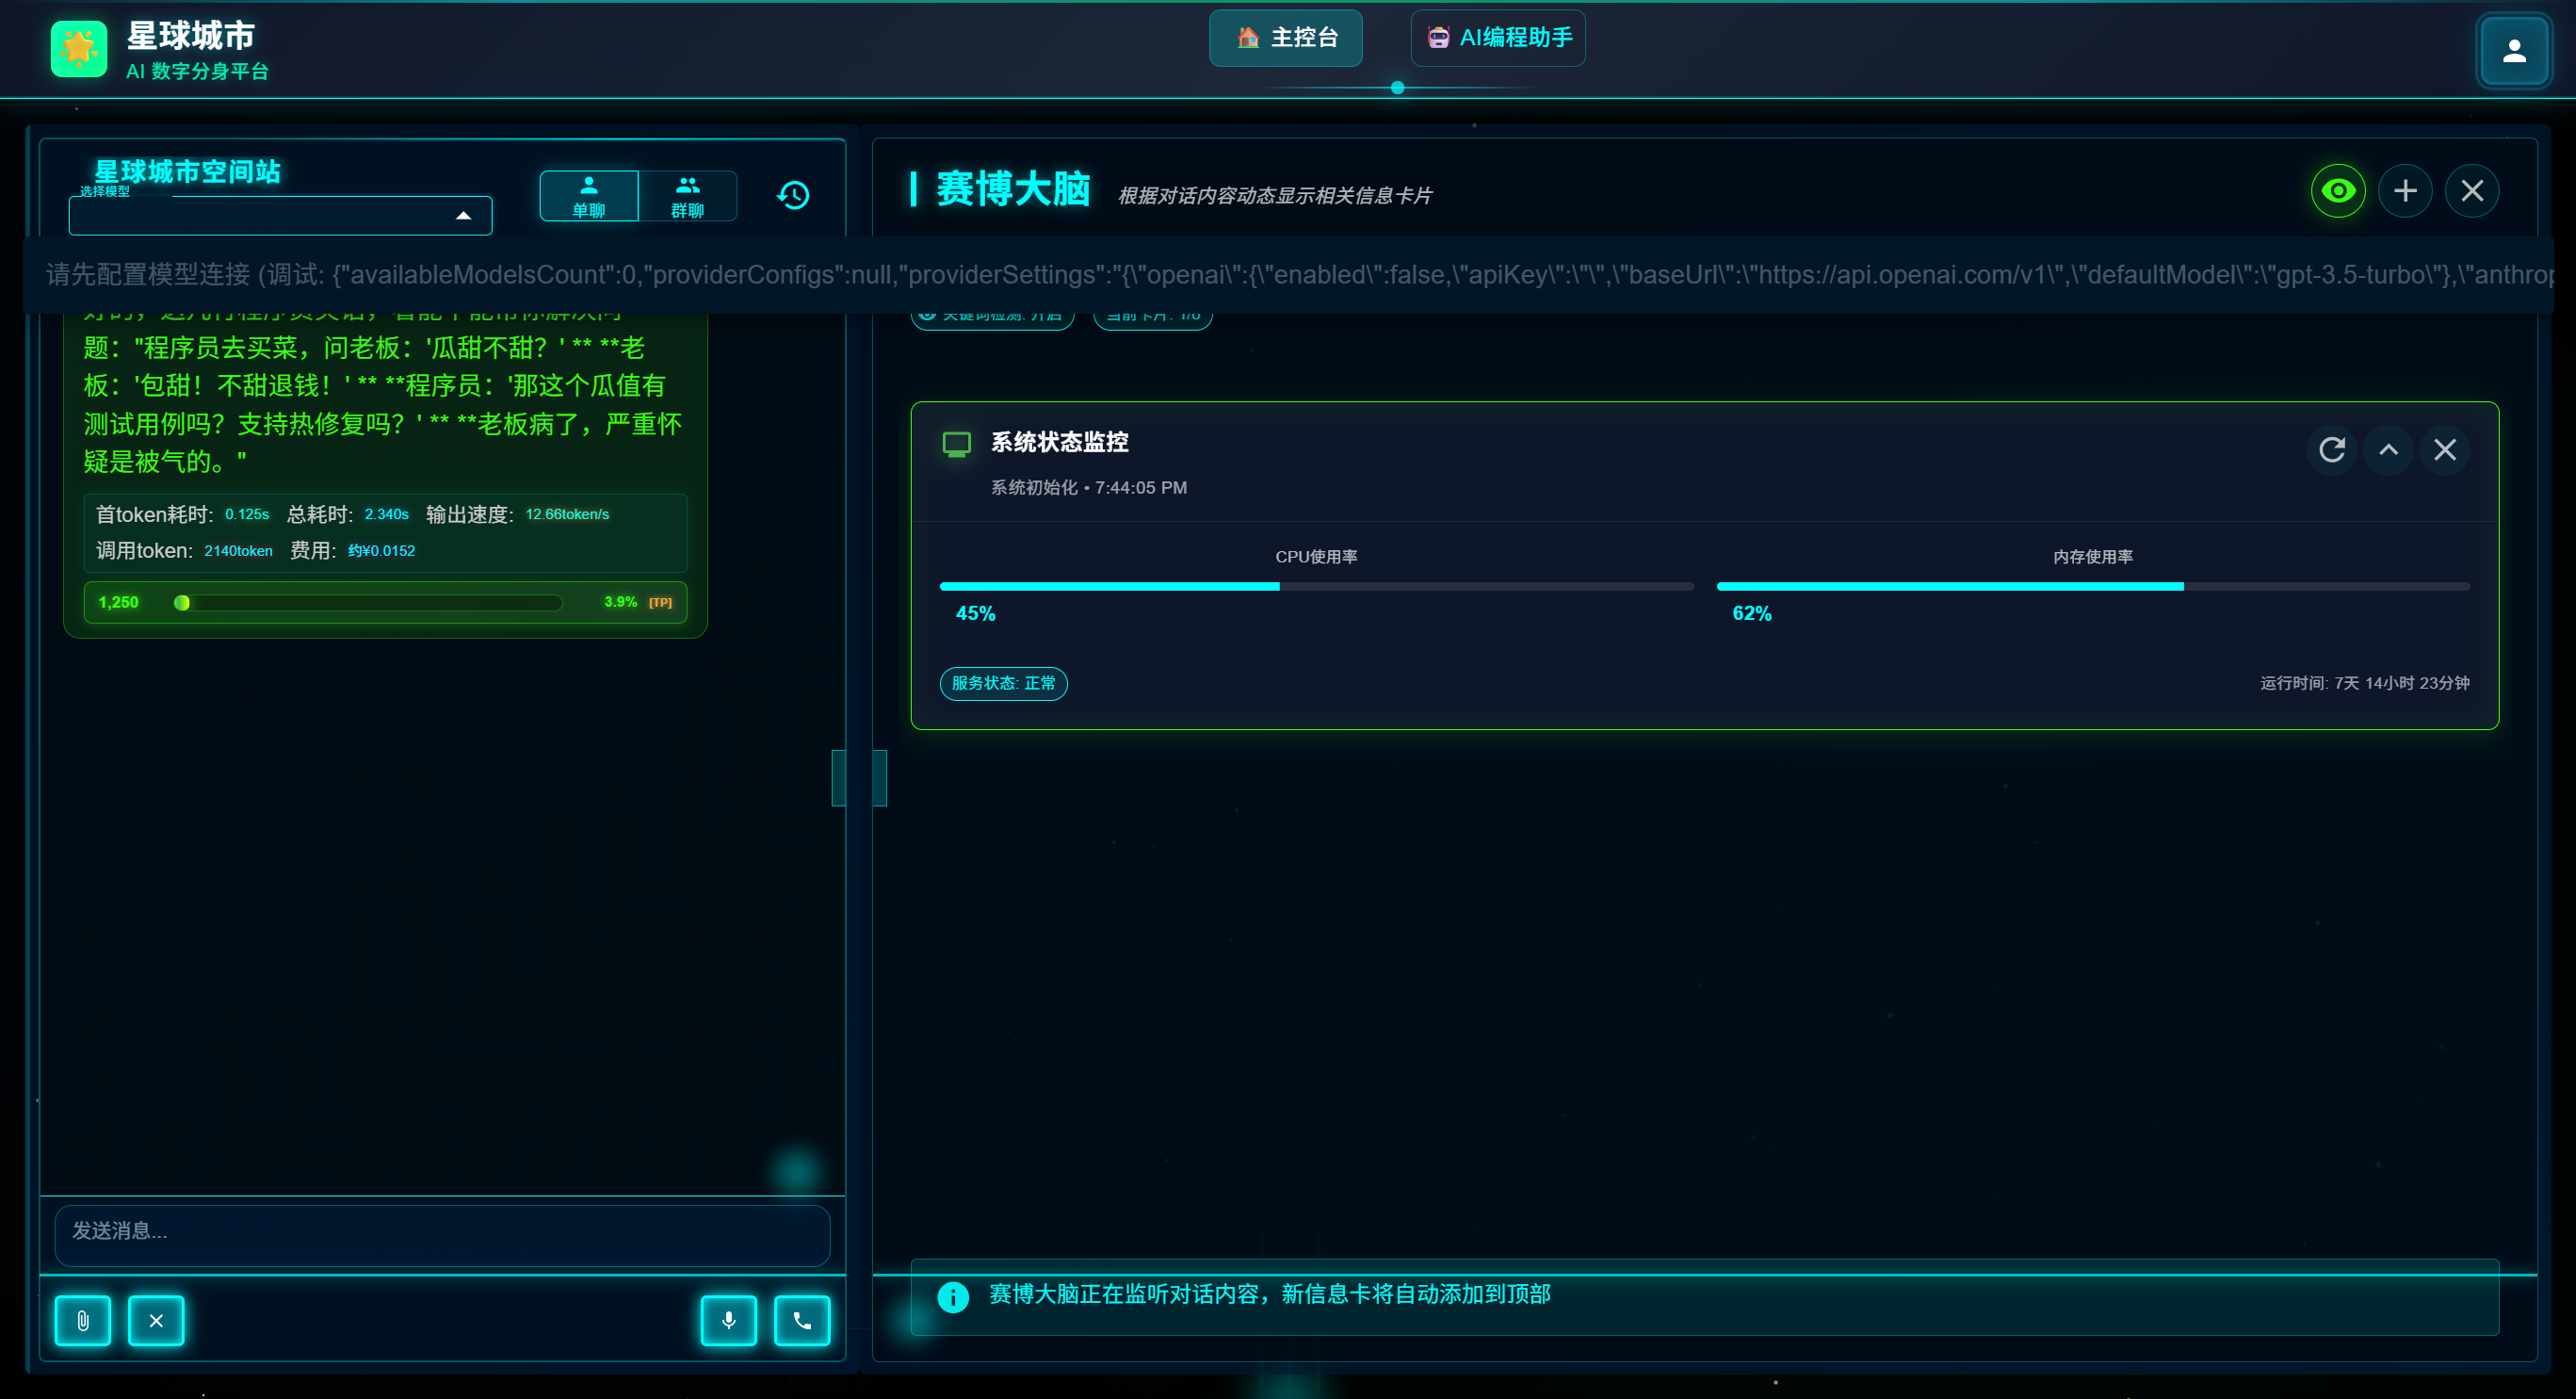 星球城市
AI 数字分身平台
主控台
AI编程助手
星球城市空间站
选择模型
单聊
群聊
赛博大脑
根据对话内容动态显示相关信息卡片
请先配置模型连接 (调试: {"availableModelsCount":0,"providerConfigs":null,"providerSettings":"{\"openai\":{\"enabled\":false,\"apiKey\":\"\",\"baseUrl\":\"https://api.openai.com/v1\",\"defaultModel\":\"gpt-3.5-turbo\"},\"anthrop
关键词检测: 开启
当前卡片: 1/6
题："程序员去买菜，问老板：'瓜甜不甜？' ** **老
板：'包甜！不甜退钱！' ** **程序员：'那这个瓜值有
测试用例吗？支持热修复吗？' ** **老板病了，严重怀
疑是被气的。"
首token耗时: 0.125s 总耗时: 2.340s 输出速度: 12.66token/s
调用token: 2140token 费用: 约¥0.0152
1,250 3.9% [TP]
系统状态监控
系统初始化 • 7:44:05 PM
CPU使用率
45%
内存使用率
62%
服务状态: 正常
运行时间: 7天 14小时 23分钟
发送消息...
赛博大脑正在监听对话内容，新信息卡将自动添加到顶部